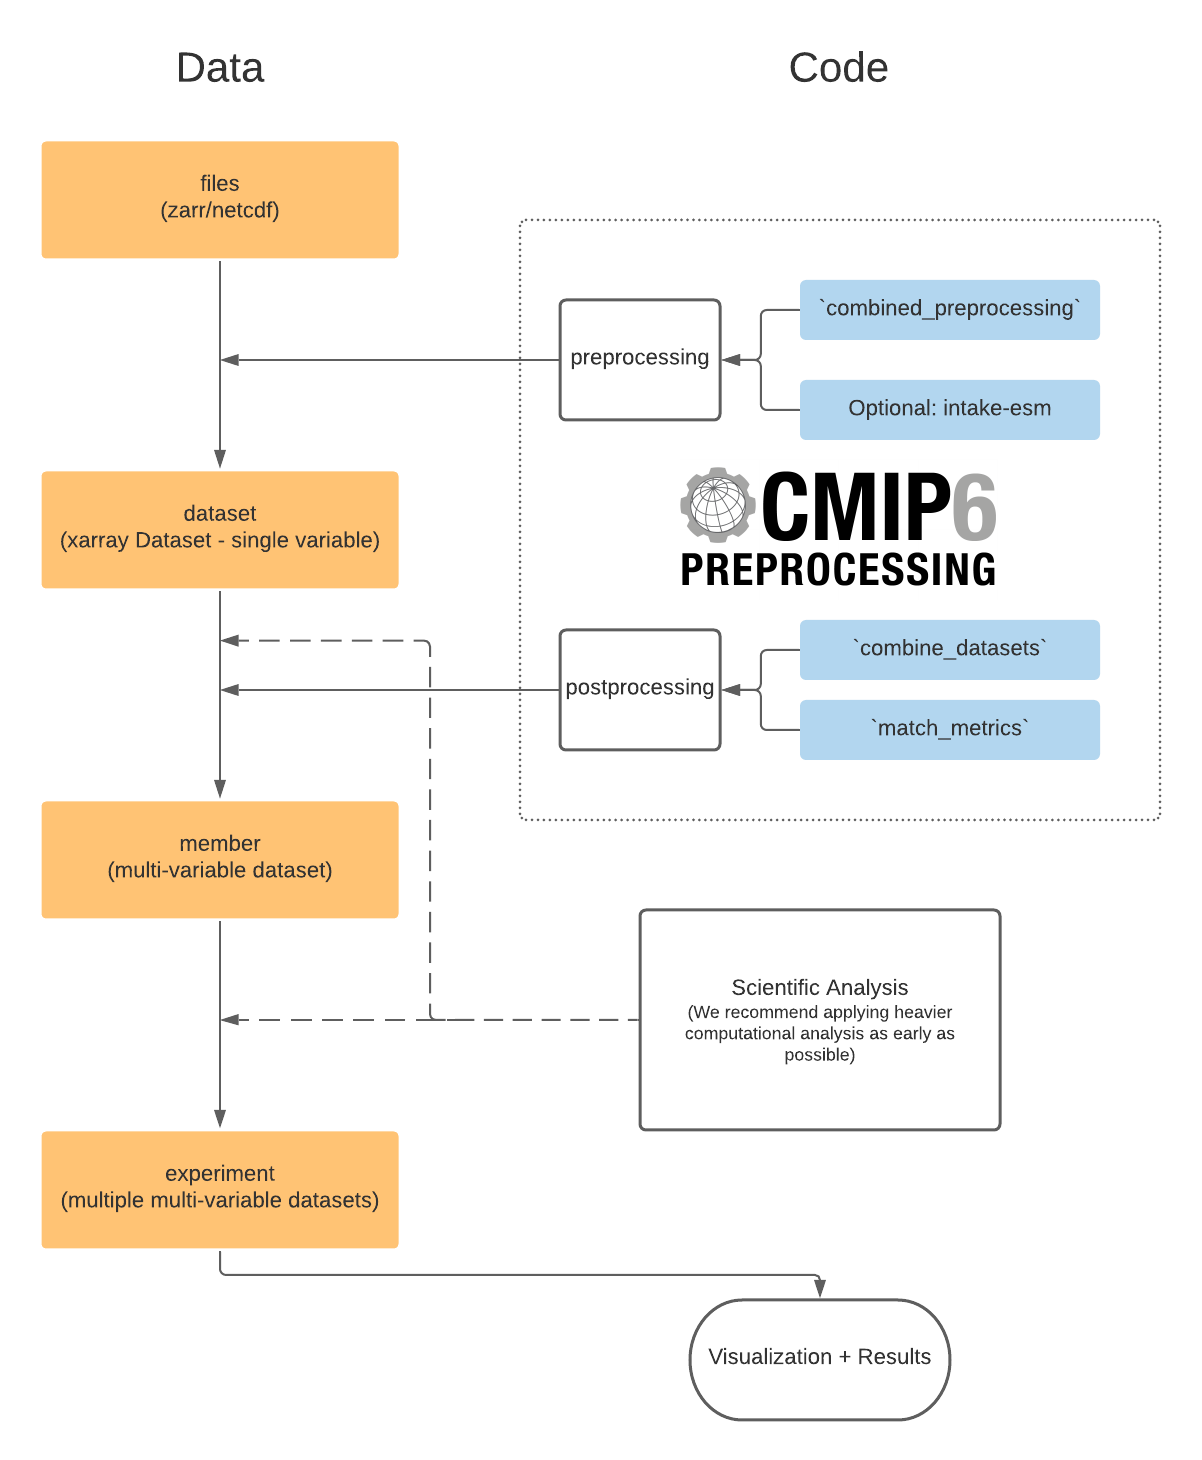 Data
Code
files
(zarr/netcdf)
`combined_preprocessing`
preprocessing
Optional: intake-esm
CMIP6
PREPROCESSING
dataset
(xarray Dataset - single variable)
`combine_datasets`
postprocessing
`match_metrics`
member
(multi-variable dataset)
Scientific Analysis
(We recommend applying heavier
computational analysis as early as
possible)
experiment
(multiple multi-variable datasets)
Visualization + Results